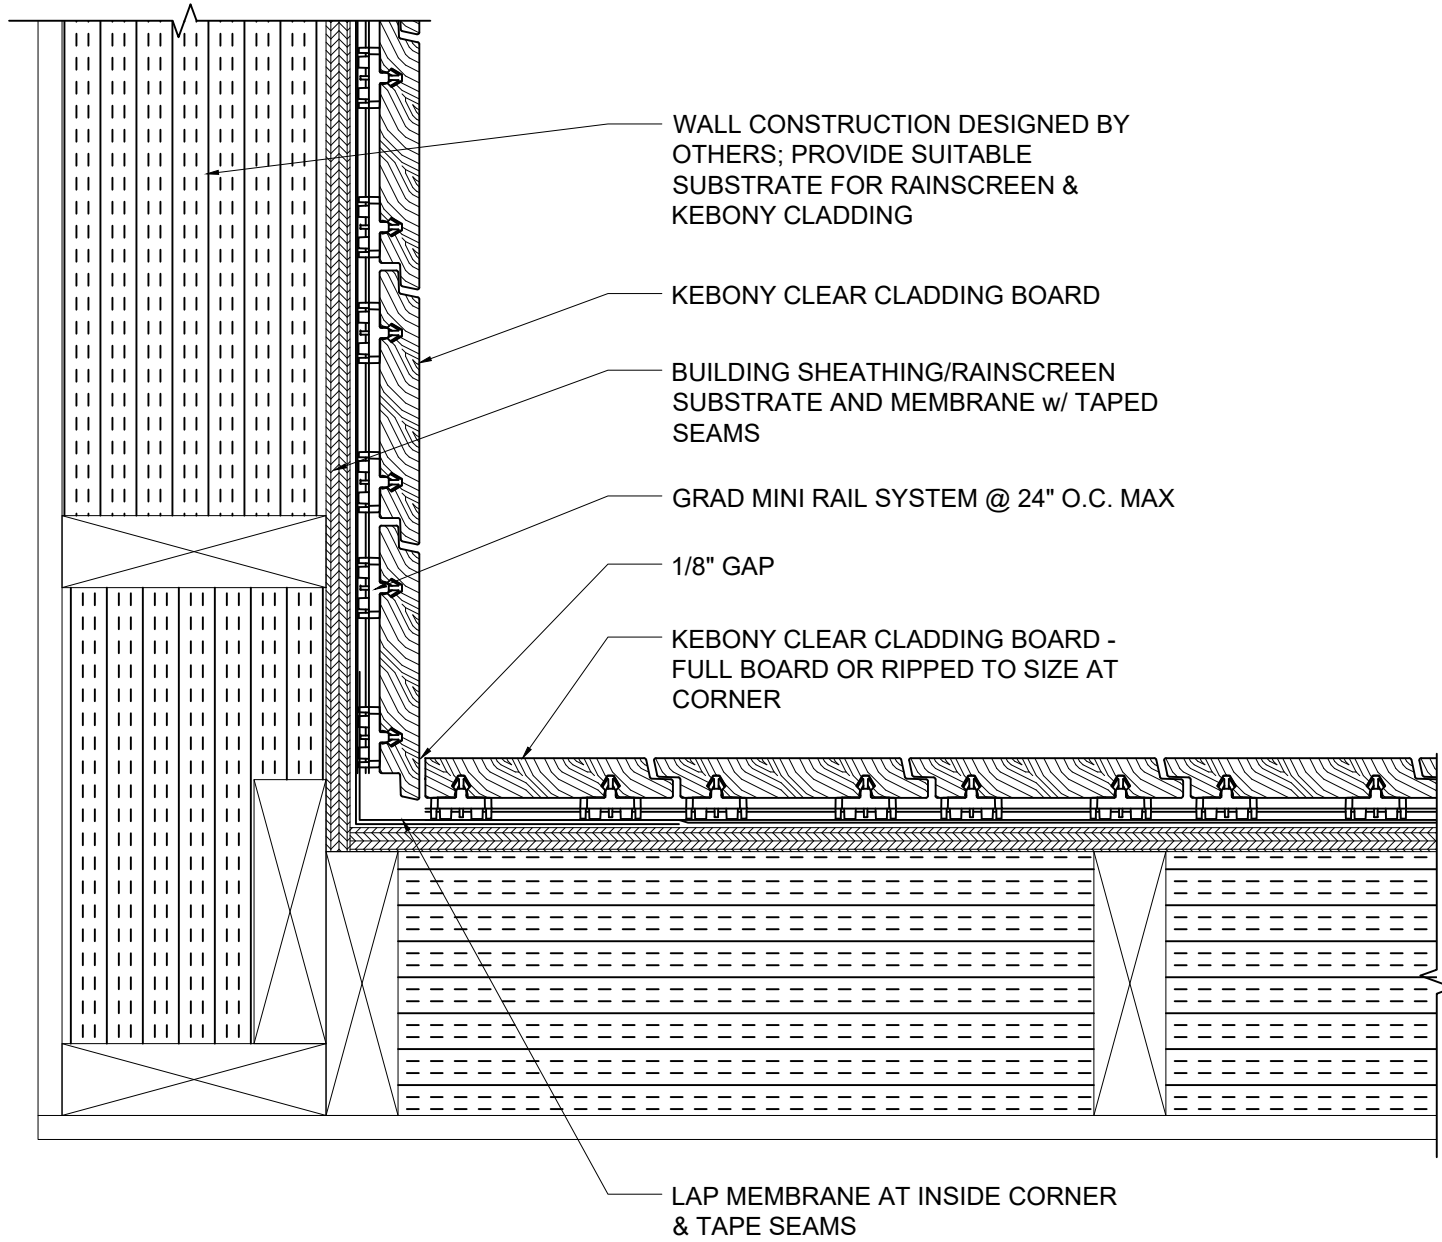 WALL CONSTRUCTION DESIGNED BY
OTHERS; PROVIDE SUITABLE
SUBSTRATE FOR RAINSCREEN &
KEBONY CLADDING
KEBONY CLEAR CLADDING BOARD
BUILDING SHEATHING/RAINSCREEN
SUBSTRATE AND MEMBRANE w/ TAPED
SEAMS
GRAD MINI RAIL SYSTEM @ 24" O.C. MAX
1/8" GAP
KEBONY CLEAR CLADDING BOARD -
FULL BOARD OR RIPPED TO SIZE AT
CORNER
LAP MEMBRANE AT INSIDE CORNER
& TAPE SEAMS